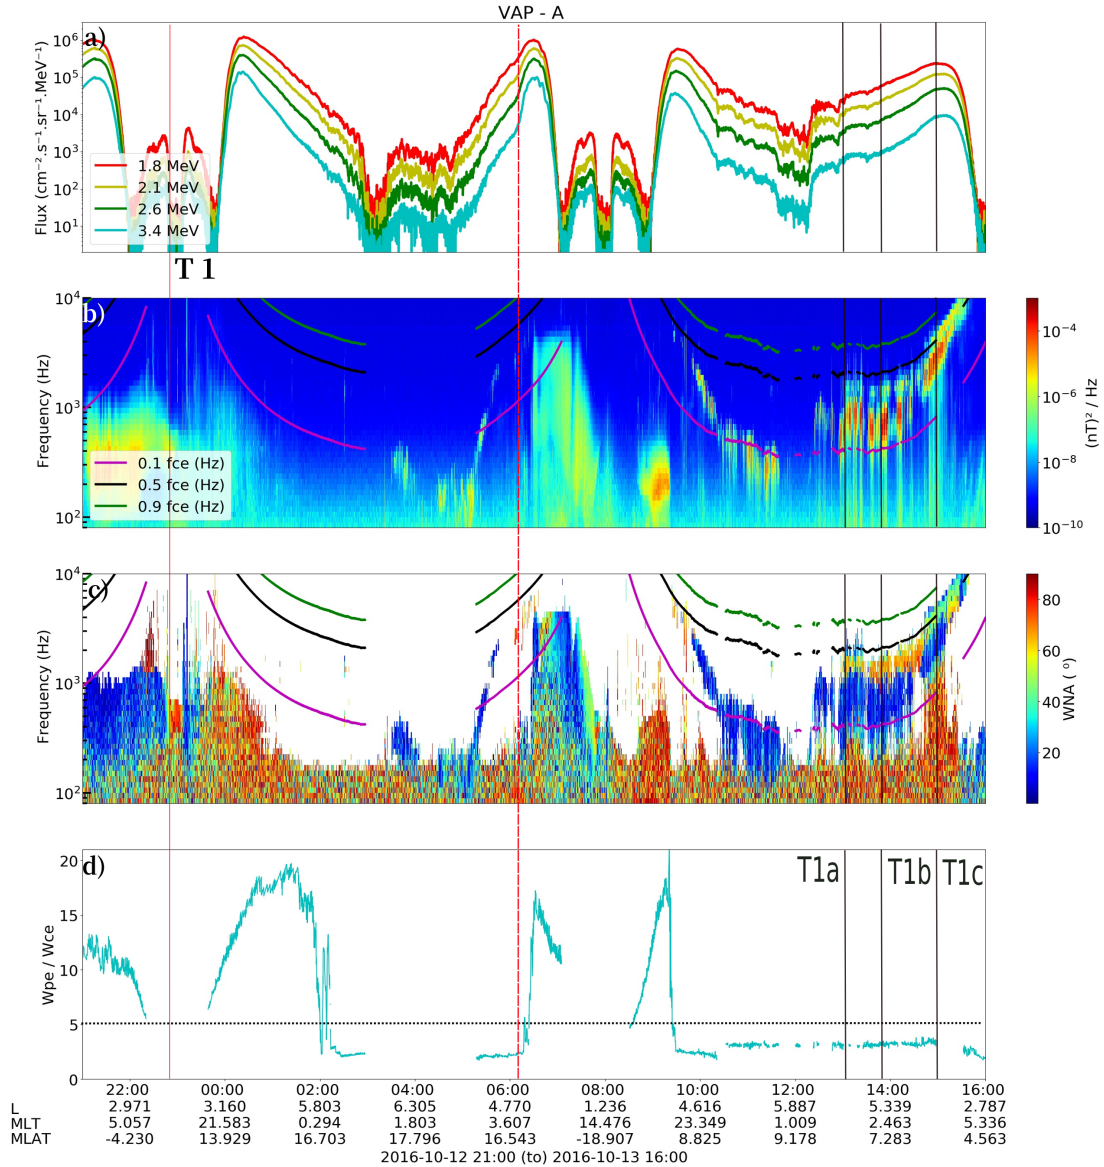 VAP - A
a)
10⁶
10⁵
10⁴
10³
10²
10¹
Flux (cm⁻².s⁻¹.sr⁻¹.MeV⁻¹)
1.8 MeV
2.1 MeV
2.6 MeV
3.4 MeV
T 1
b)
10⁴
10³
10²
Frequency (Hz)
0.1 fce (Hz)
0.5 fce (Hz)
0.9 fce (Hz)
10⁻⁴
10⁻⁶
10⁻⁸
10⁻¹⁰
(nT)² / Hz
c)
10⁴
10³
10²
Frequency (Hz)
80
60
40
20
WNA ( °)
d)
T1a T1b T1c
20
15
10
5
0
Wpe / Wce
22:00 00:00 02:00 04:00 06:00 08:00 10:00 12:00 14:00 16:00
L 2.971 3.160 5.803 6.305 4.770 1.236 4.616 5.887 5.339 2.787
MLT 5.057 21.583 0.294 1.803 3.607 14.476 23.349 1.009 2.463 5.336
MLAT -4.230 13.929 16.703 17.796 16.543 -18.907 8.825 9.178 7.283 4.563
2016-10-12 21:00 (to) 2016-10-13 16:00